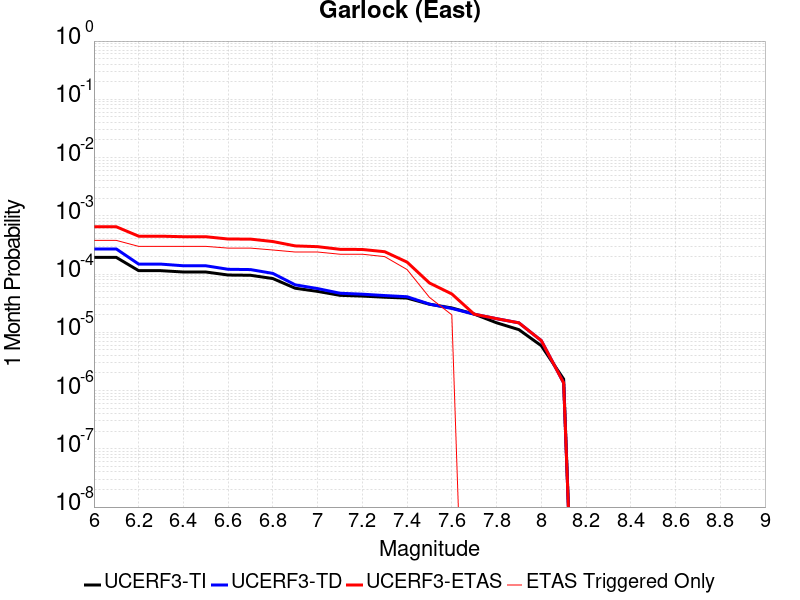 Garlock (East)
10^0
10^-1
10^-2
10^-3
10^-4
10^-5
10^-6
10^-7
10^-8
1 Month Probability
6 6.2 6.4 6.6 6.8 7 7.2 7.4 7.6 7.8 8 8.2 8.4 8.6 8.8 9
Magnitude
UCERF3-TI UCERF3-TD UCERF3-ETAS ETAS Triggered Only